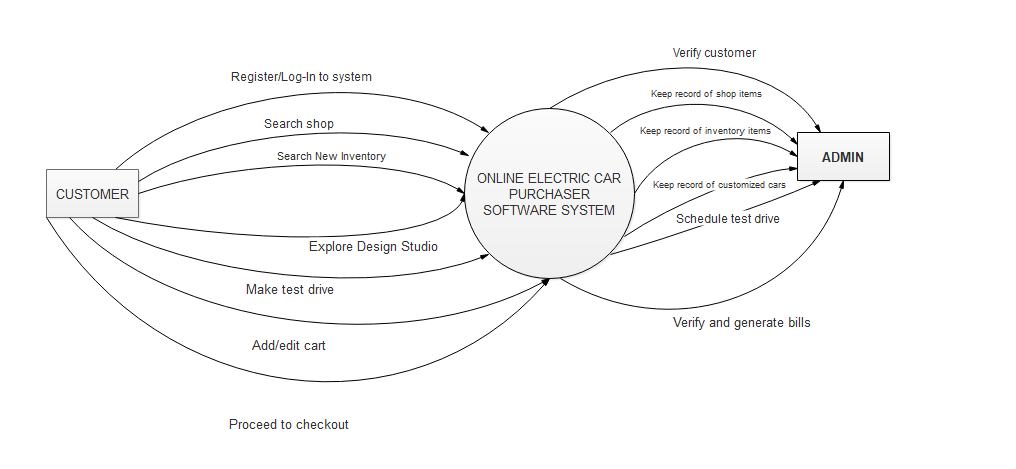 Verify customer
Register/Log-In to system
Keep record of shop items
Search shop
Keep record of inventory items
Search New Inventory
ADMIN
CUSTOMER
ONLINE ELECTRIC CAR
PURCHASER
SOFTWARE SYSTEM
Keep record of customized cars
Schedule test drive
Explore Design Studio
Make test drive
Verify and generate bills
Add/edit cart
Proceed to checkout